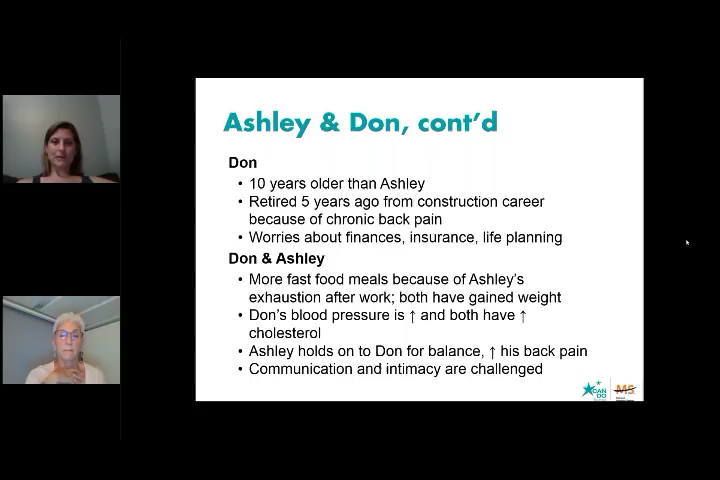 Ashley & Don, cont'd
Don
• 10 years older than Ashley
• Retired 5 years ago from construction career
because of chronic back pain
• Worries about finances, insurance, life planning
Don & Ashley
• More fast food meals because of Ashley's
exhaustion after work; both have gained weight
• Don's blood pressure is ↑ and both have ↑
cholesterol
• Ashley holds on to Don for balance, ↑ his back pain
• Communication and intimacy are challenged
CAN
DO
MS